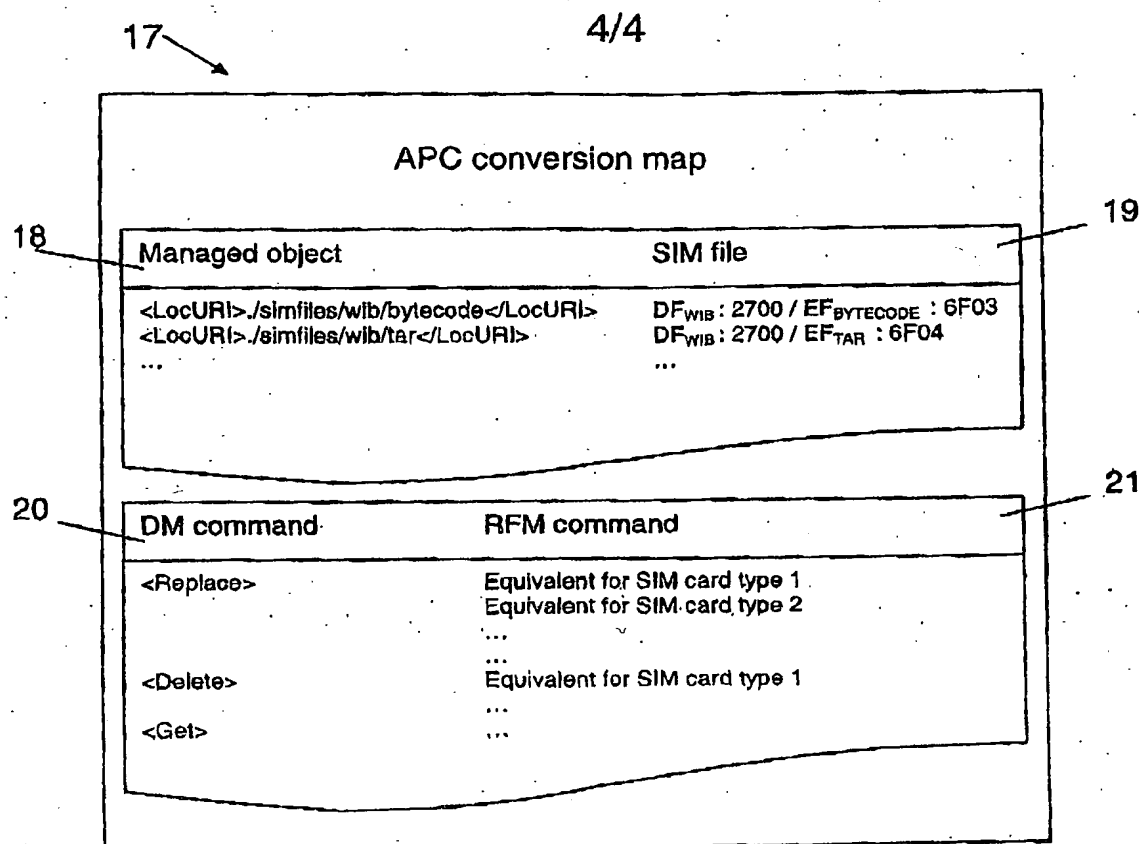 4/4
17
APC conversion map
18
19
Managed object SIM file
<LocURI>./simfiles/wib/bytecode</LocURI> DF_WIB : 2700 / EF_BYTECODE : 6F03
<LocURI>./simfiles/wib/tar</LocURI> DF_WIB : 2700 / EF_TAR : 6F04
... ...
20
21
DM command RFM command
<Replace> Equivalent for SIM card type 1
Equivalent for SIM card type 2
...
...
<Delete> Equivalent for SIM card type 1
...
<Get> ...